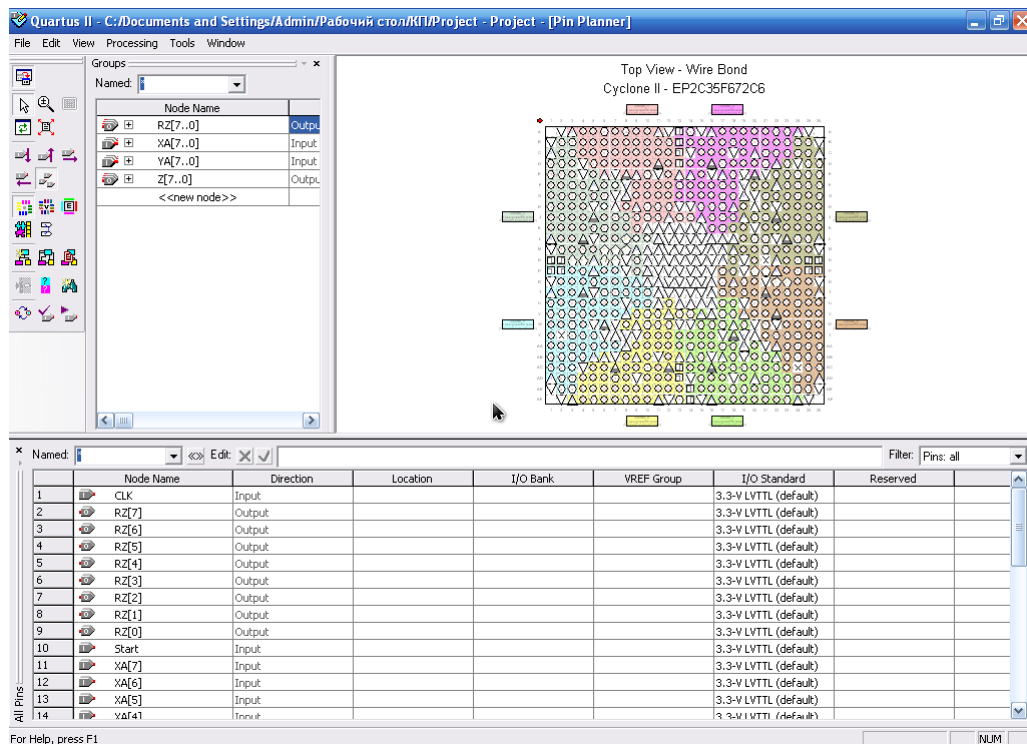 Quartus II - C:/Documents and Settings/Admin/Рабочий стол/КП/Project - Project - [Pin Planner]
File Edit View Processing Tools Window
Groups
Named: *
Node Name
RZ[7..0] Outpu
XA[7..0] Input
YA[7..0] Input
Z[7..0] Outpu
<<new node>>
Top View - Wire Bond
Cyclone II - EP2C35F672C6
Named: * Edit: Filter: Pins: all
Node Name Direction Location I/O Bank VREF Group I/O Standard Reserved
1 CLK Input 3.3-V LVTTL (default)
2 RZ[7] Output 3.3-V LVTTL (default)
3 RZ[6] Output 3.3-V LVTTL (default)
4 RZ[5] Output 3.3-V LVTTL (default)
5 RZ[4] Output 3.3-V LVTTL (default)
6 RZ[3] Output 3.3-V LVTTL (default)
7 RZ[2] Output 3.3-V LVTTL (default)
8 RZ[1] Output 3.3-V LVTTL (default)
9 RZ[0] Output 3.3-V LVTTL (default)
10 Start Input 3.3-V LVTTL (default)
11 XA[7] Input 3.3-V LVTTL (default)
12 XA[6] Input 3.3-V LVTTL (default)
13 XA[5] Input 3.3-V LVTTL (default)
14 XA[4] Input 3.3-V LVTTL (default)
All Pins
For Help, press F1 NUM